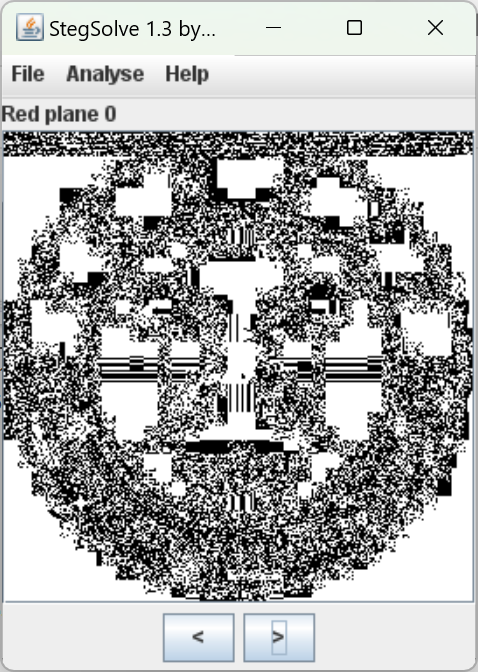 StegSolve 1.3 by...
File Analyse Help
Red plane 0
< >